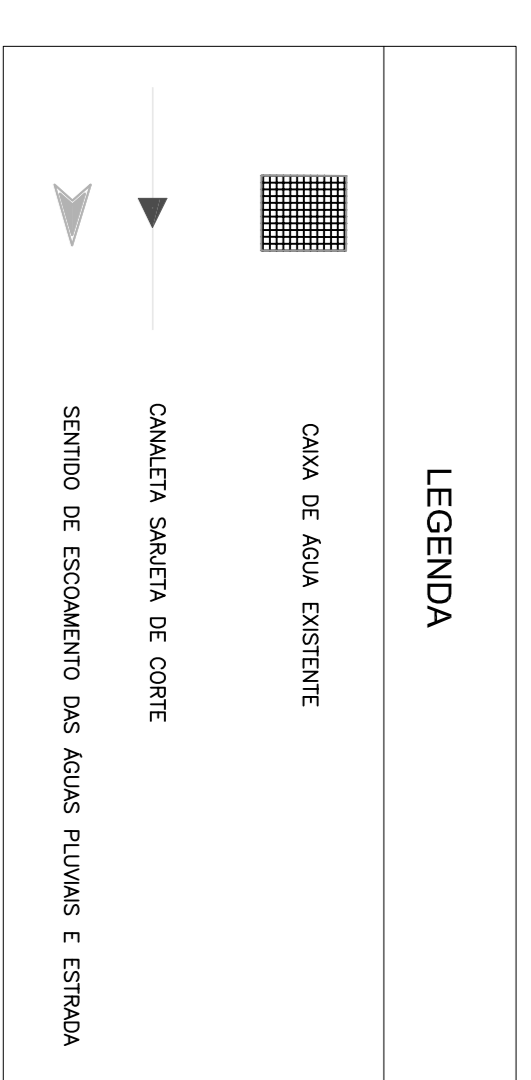 LEGENDA
CAIXA DE ÁGUA EXISTENTE
CANALETA SARJETA DE CORTE
SENTIDO DE ESCOAMENTO DAS ÁGUAS PLUVIAIS E ESTRADA